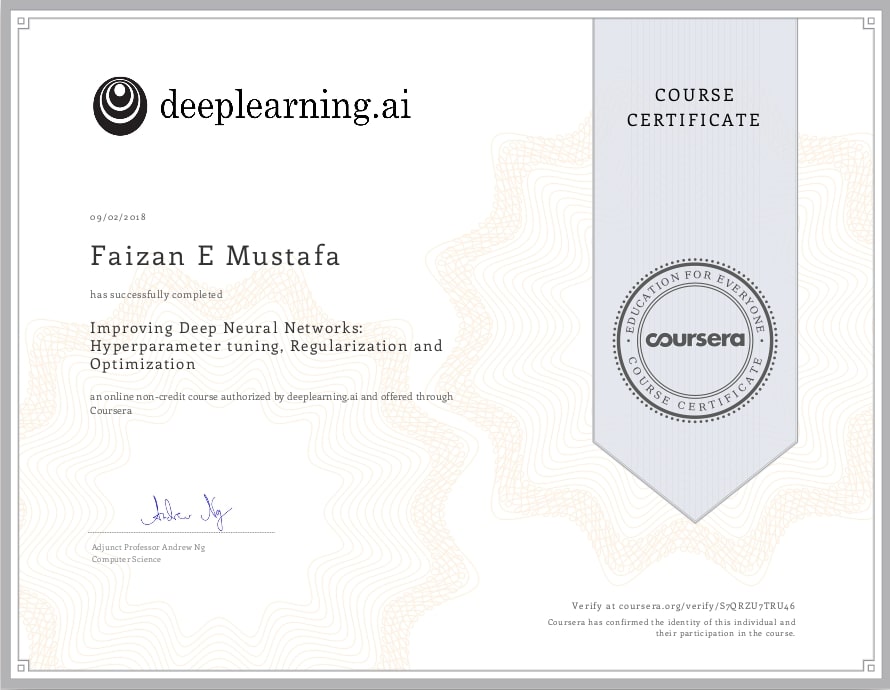 deeplearning.ai
COURSE
CERTIFICATE
09/02/2018
Faizan E Mustafa
has successfully completed
Improving Deep Neural Networks:
Hyperparameter tuning, Regularization and
Optimization
an online non-credit course authorized by deeplearning.ai and offered through
Coursera
EDUCATION FOR EVERYONE
coursera
COURSE CERTIFICATE
Andrew Ng
Adjunct Professor Andrew Ng
Computer Science
Verify at coursera.org/verify/S7QRZU7TRU46
Coursera has confirmed the identity of this individual and
their participation in the course.